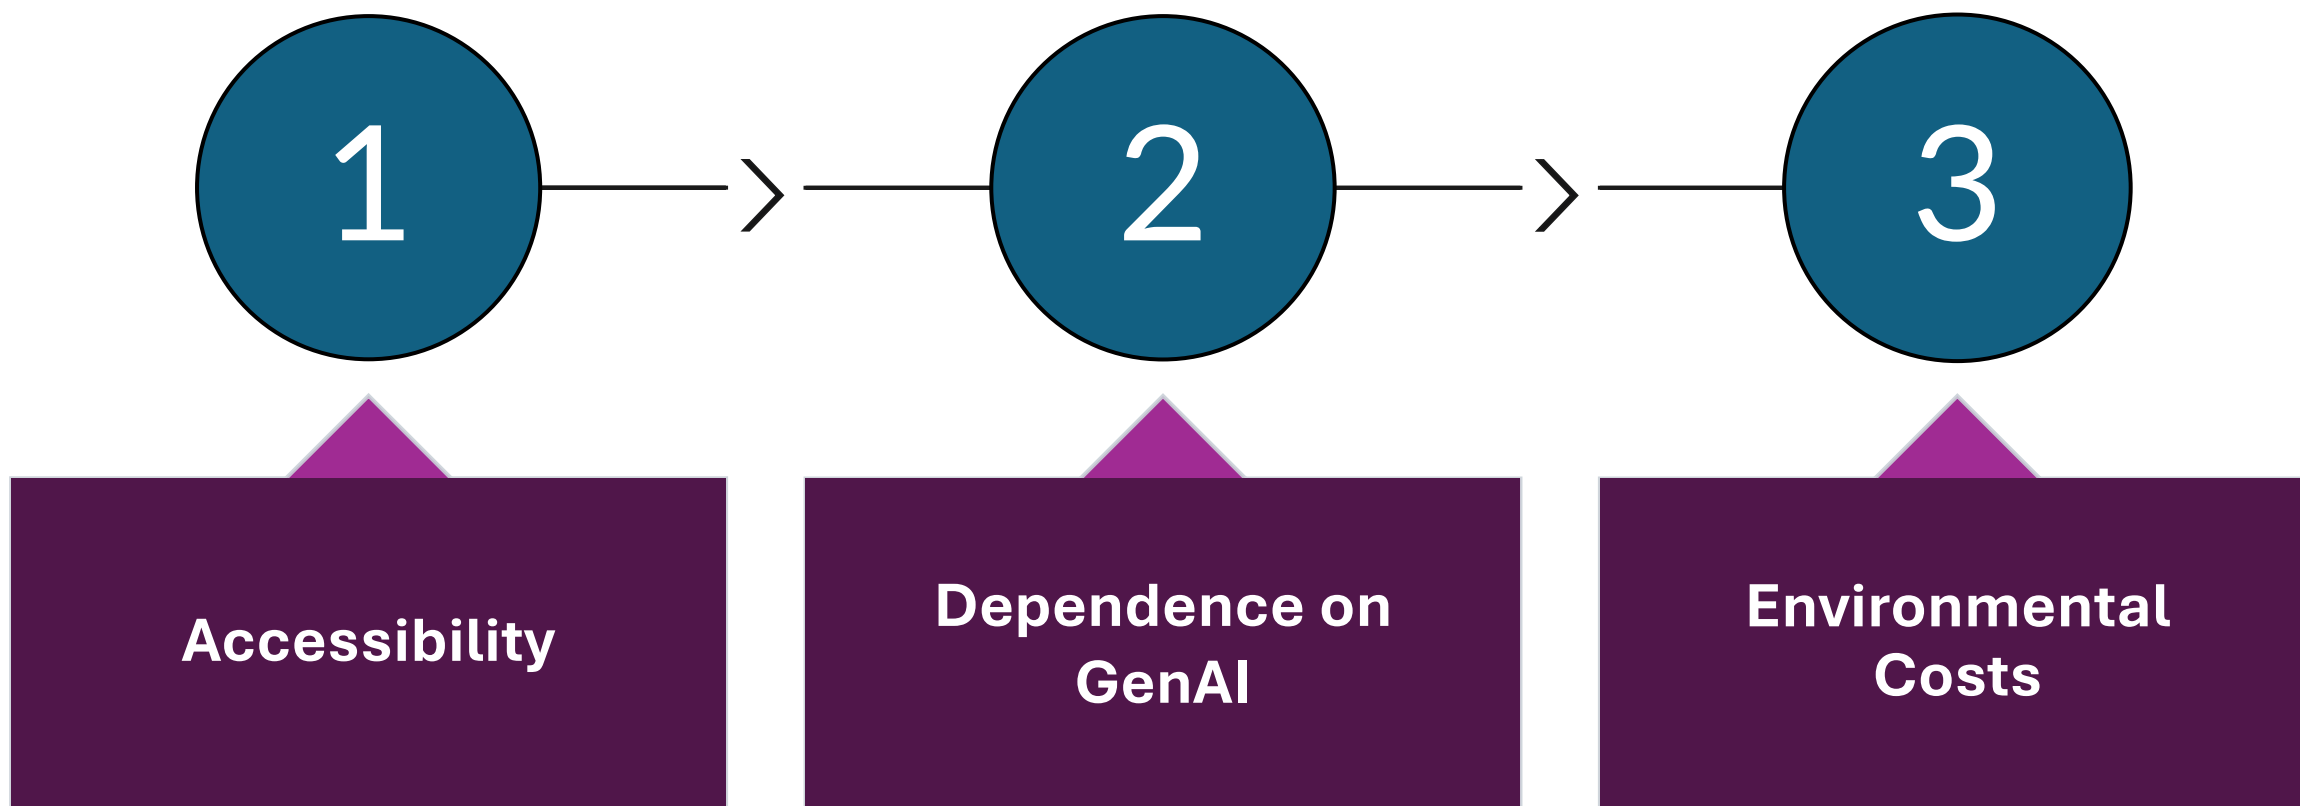 1
2
3
Accessibility
Dependence on
GenAI
Environmental
Costs